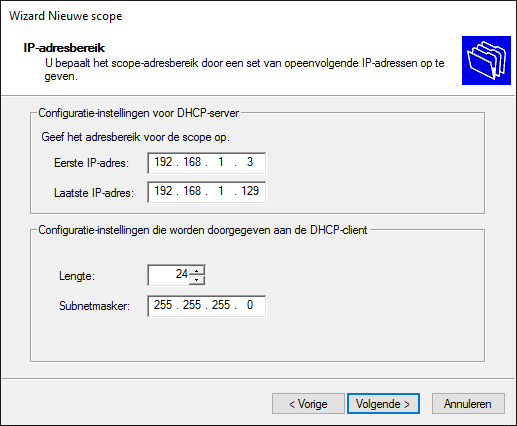 Wizard Nieuwe scope
IP-adresbereik
U bepaalt het scope-adresbereik door een set van opeenvolgende IP-adressen op te
geven.
Configuratie-instellingen voor DHCP-server
Geef het adresbereik voor de scope op.
Eerste IP-adres: 192 . 168 . 1 . 3
Laatste IP-adres: 192 . 168 . 1 . 129
Configuratie-instellingen die worden doorgegeven aan de DHCP-client
Lengte: 24
Subnetmasker: 255 . 255 . 255 . 0
< Vorige Volgende > Annuleren